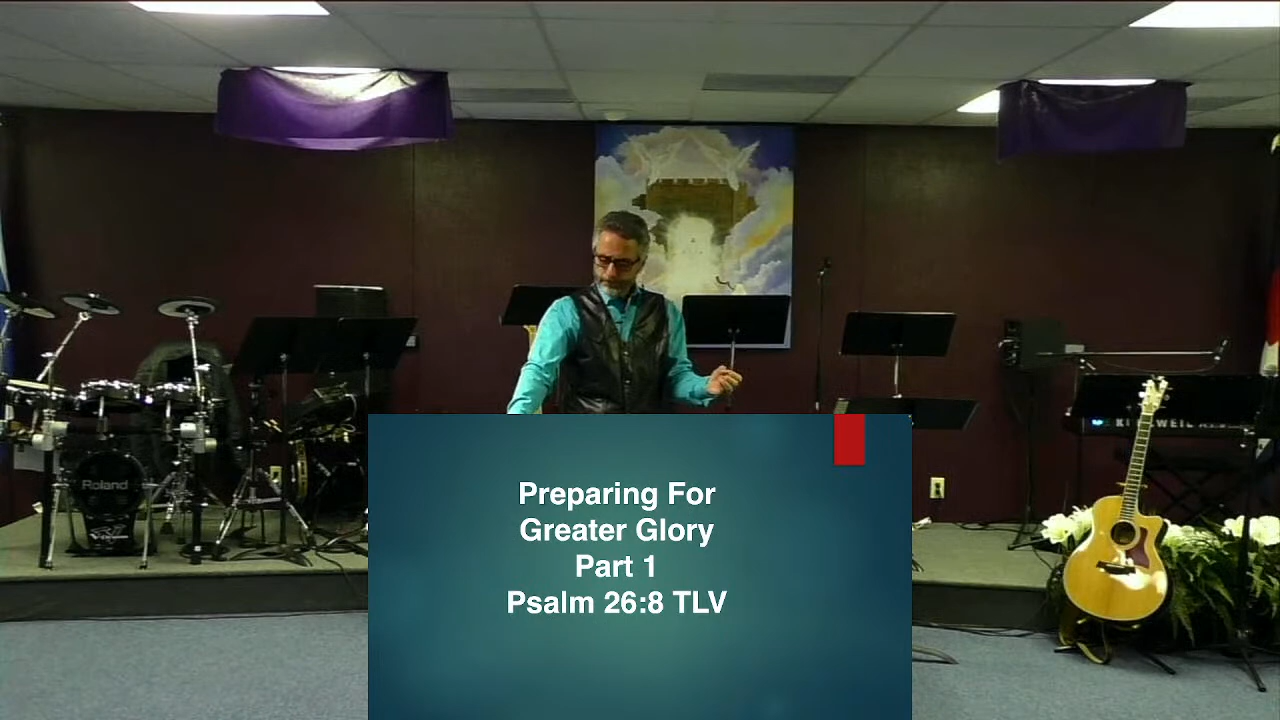 Roland
Preparing For
Greater Glory
Part 1
Psalm 26:8 TLV